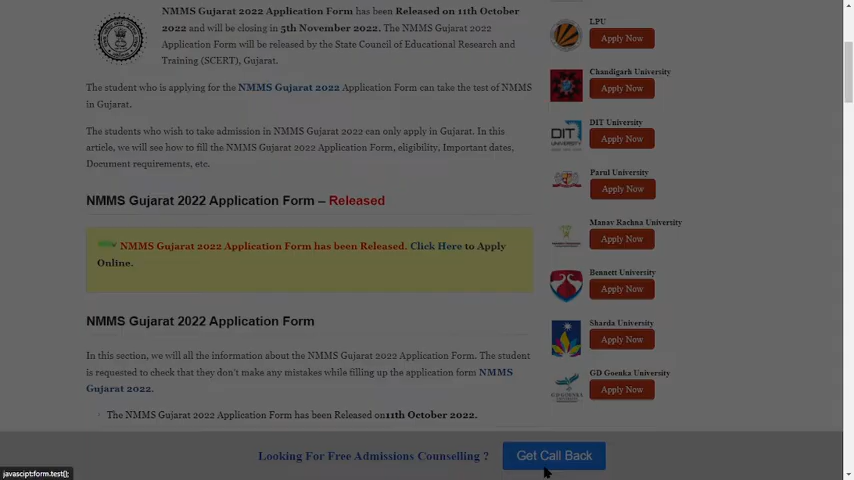 NMMS Gujarat 2022 Application Form has been Released on 11th October
2022 and will be closing in 5th November 2022. The NMMS Gujarat 2022
Application Form will be released by the State Council of Educational Research and
Training (SCERT), Gujarat.
The student who is applying for the NMMS Gujarat 2022 Application Form can take the test of NMMS
in Gujarat.
The students who wish to take admission in NMMS Gujarat 2022 can only apply in Gujarat. In this
article, we will see how to fill the NMMS Gujarat 2022 Application Form, eligibility, Important dates,
Document requirements, etc.
NMMS Gujarat 2022 Application Form – Released
NMMS Gujarat 2022 Application Form has been Released. Click Here to Apply
Online.
NMMS Gujarat 2022 Application Form
In this section, we will all the information about the NMMS Gujarat 2022 Application Form. The student
is requested to check that they don't make any mistakes while filling up the application form NMMS
Gujarat 2022.
The NMMS Gujarat 2022 Application Form has been Released on11th October 2022.
LPU
Apply Now
Chandigarh University
Apply Now
DIT University
DIT
UNIVERSITY
Apply Now
Parul University
Apply Now
Manav Rachna University
Apply Now
Bennett University
Apply Now
Sharda University
Apply Now
GD Goenka University
Apply Now
Looking For Free Admissions Counselling ?
Get Call Back
javascipt:form.test();